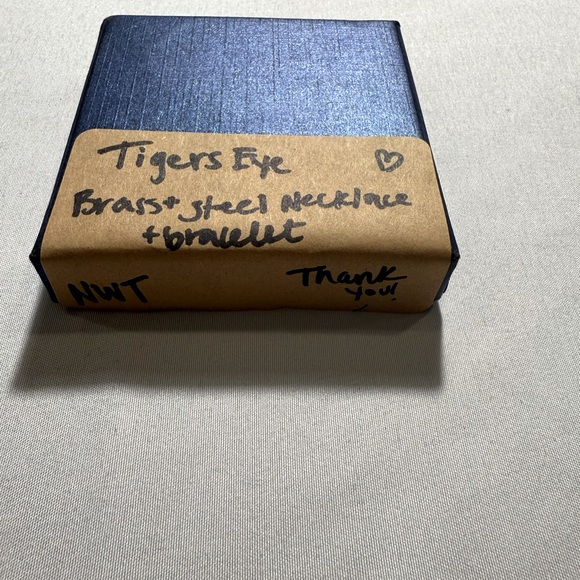 Tigers Eye ♡
Brass + steel Necklace
+ bracelet
NWT
Thank
you!